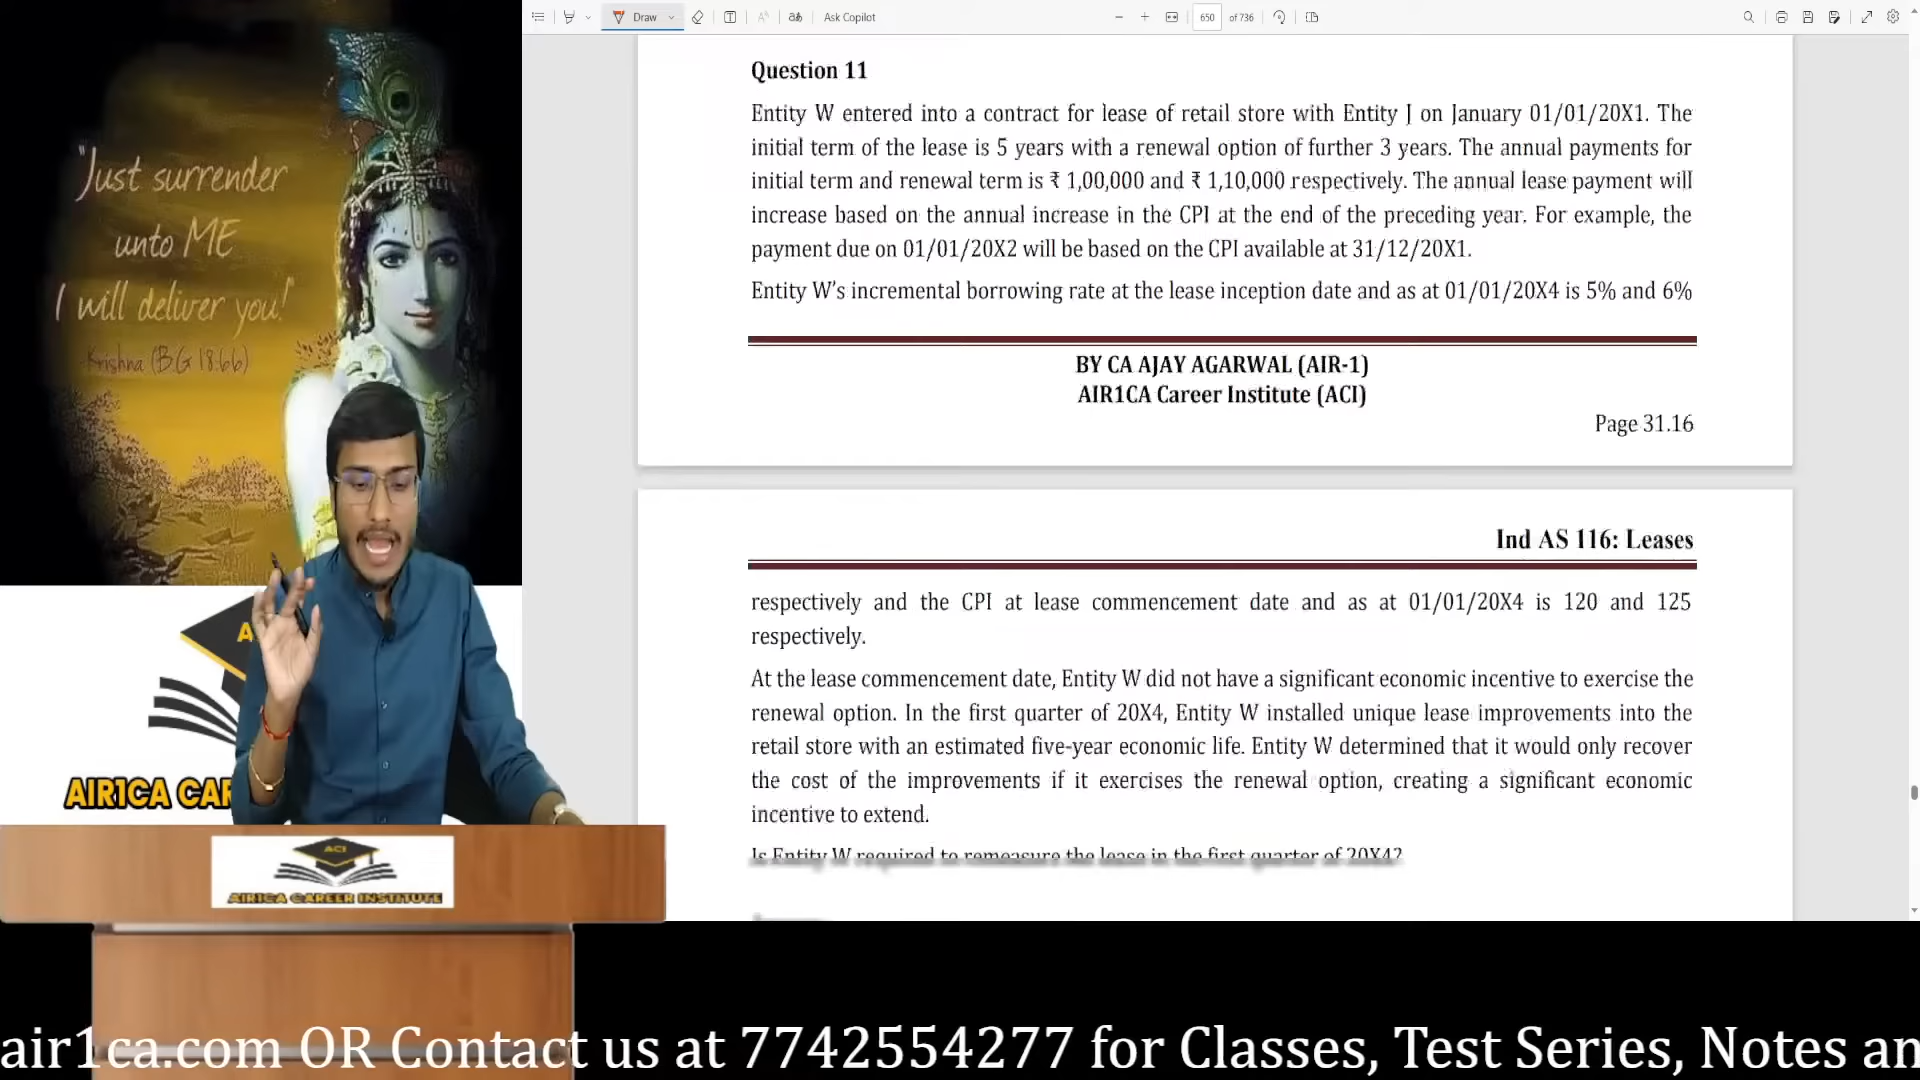 "Just surrender
unto ME
I will deliver you!"
- Krishna (B.G 18.66)
Draw
Ask Copilot
650
of 736
Question 11
Entity W entered into a contract for lease of retail store with Entity J on January 01/01/20X1. The
initial term of the lease is 5 years with a renewal option of further 3 years. The annual payments for
initial term and renewal term is ₹ 1,00,000 and ₹ 1,10,000 respectively. The annual lease payment will
increase based on the annual increase in the CPI at the end of the preceding year. For example, the
payment due on 01/01/20X2 will be based on the CPI available at 31/12/20X1.
Entity W's incremental borrowing rate at the lease inception date and as at 01/01/20X4 is 5% and 6%
BY CA AJAY AGARWAL (AIR-1)
AIR1CA Career Institute (ACI)
Page 31.16
Ind AS 116: Leases
respectively and the CPI at lease commencement date and as at 01/01/20X4 is 120 and 125
respectively.
At the lease commencement date, Entity W did not have a significant economic incentive to exercise the
renewal option. In the first quarter of 20X4, Entity W installed unique lease improvements into the
retail store with an estimated five-year economic life. Entity W determined that it would only recover
the cost of the improvements if it exercises the renewal option, creating a significant economic
incentive to extend.
Is Entity W required to remeasure the lease in the first quarter of 20X4?
A
AIR1CA CAR
ACI
AIR1CA CAREER INSTITUTE
air1ca.com OR Contact us at 7742554277 for Classes, Test Series, Notes an